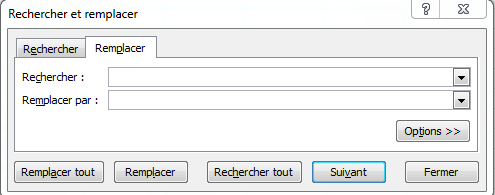 Rechercher et remplacer
Rechercher
Remplacer
Rechercher :
Remplacer par :
Options >>
Remplacer tout
Remplacer
Rechercher tout
Suivant
Fermer